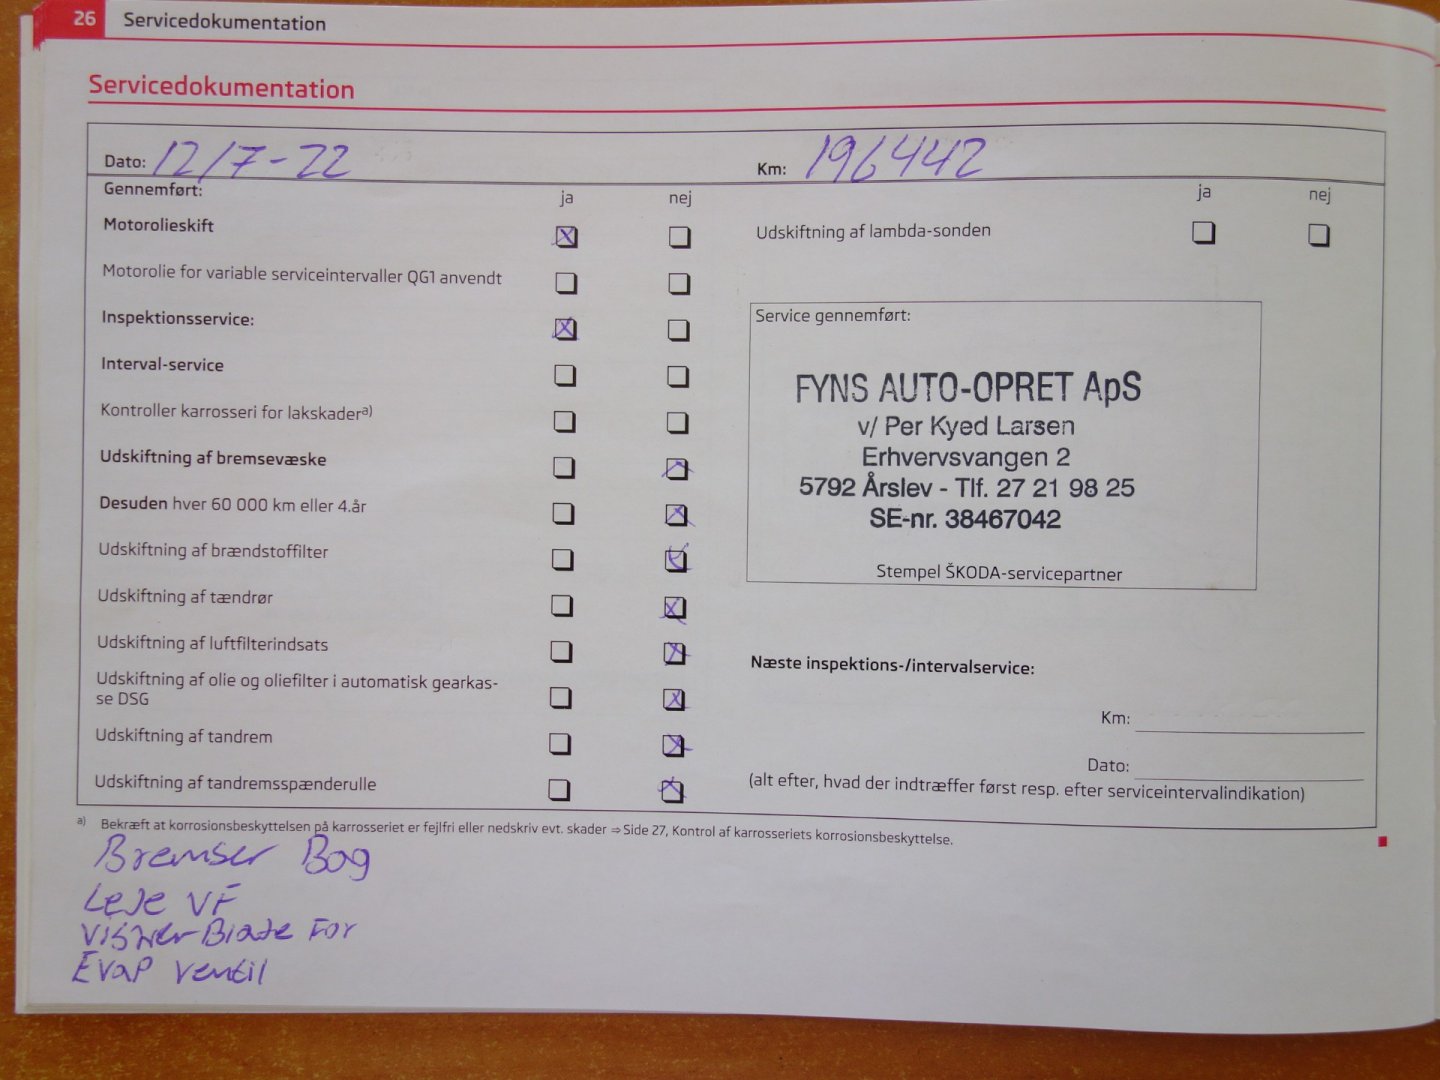 26 Servicedokumentation
Servicedokumentation
Dato: 12/7-22
Km: 196442
Gennemført:
ja nej
ja nej
Motorolieskift
Udskiftning af lambda-sonden
Motorolie for variable serviceintervaller QG1 anvendt
Inspektionsservice:
Interval-service
Kontroller karrosseri for lakskader a)
Udskiftning af bremsevæske
Desuden hver 60 000 km eller 4.år
Udskiftning af brændstoffilter
Udskiftning af tændrør
Udskiftning af luftfilterindsats
Udskiftning af olie og oliefilter i automatisk gearkas-
se DSG
Udskiftning af tandrem
Udskiftning af tandremsspænderulle
Service gennemført:
FYNS AUTO-OPRET ApS
v/ Per Kyed Larsen
Erhvervsvangen 2
5792 Årslev - Tlf. 27 21 98 25
SE-nr. 38467042
Stempel ŠKODA-servicepartner
Næste inspektions-/intervalservice:
Km:
Dato:
(alt efter, hvad der indtræffer først resp. efter serviceintervalindikation)
a) Bekræft at korrosionsbeskyttelsen på karrosseriet er fejlfri eller nedskriv evt. skader ⇒ Side 27, Kontrol af karrosseriets korrosionsbeskyttelse.
Bremser Bag
Leje VF
Visker Blade For
Evap ventil